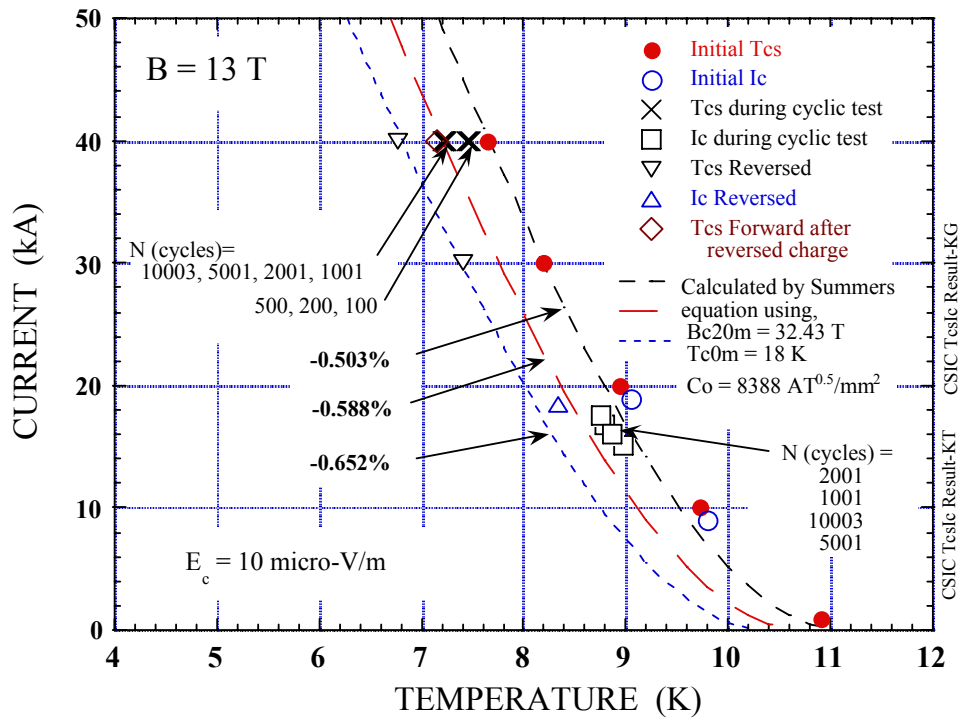 50
40
30
20
10
0
CURRENT (kA)
4
5
6
7
8
9
10
11
12
TEMPERATURE (K)
B = 13 T
Initial Tcs
Initial Ic
Tcs during cyclic test
Ic during cyclic test
Tcs Reversed
Ic Reversed
Tcs Forward after
reversed charge
Calculated by Summers
equation using,
Bc20m = 32.43 T
Tc0m = 18 K
Co = 8388 AT^0.5/mm^2
N (cycles)=
10003, 5001, 2001, 1001
500, 200, 100
-0.503%
-0.588%
-0.652%
N (cycles) =
2001
1001
10003
5001
E_c = 10 micro-V/m
CSIC TcsIc Result-KG
CSIC TcsIc Result-KT